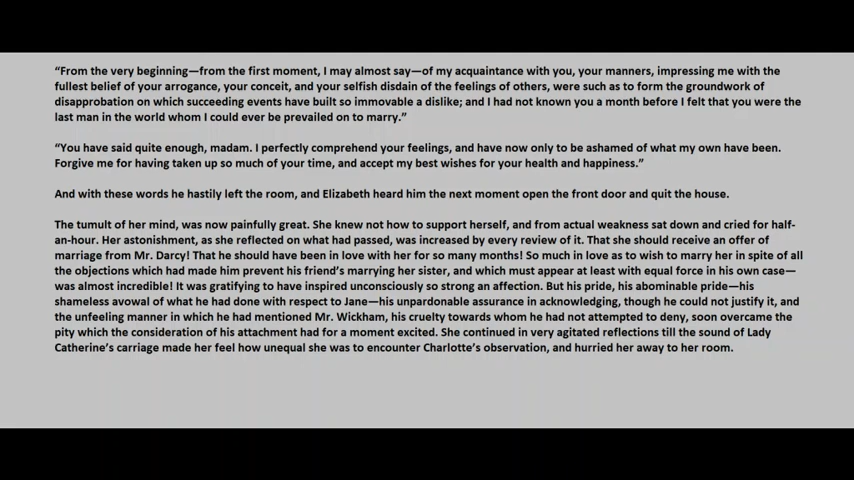 “From the very beginning—from the first moment, I may almost say—of my acquaintance with you, your manners, impressing me with the
fullest belief of your arrogance, your conceit, and your selfish disdain of the feelings of others, were such as to form the groundwork of
disapprobation on which succeeding events have built so immovable a dislike; and I had not known you a month before I felt that you were the
last man in the world whom I could ever be prevailed on to marry.”
“You have said quite enough, madam. I perfectly comprehend your feelings, and have now only to be ashamed of what my own have been.
Forgive me for having taken up so much of your time, and accept my best wishes for your health and happiness.”
And with these words he hastily left the room, and Elizabeth heard him the next moment open the front door and quit the house.
The tumult of her mind, was now painfully great. She knew not how to support herself, and from actual weakness sat down and cried for half-
an-hour. Her astonishment, as she reflected on what had passed, was increased by every review of it. That she should receive an offer of
marriage from Mr. Darcy! That he should have been in love with her for so many months! So much in love as to wish to marry her in spite of all
the objections which had made him prevent his friend’s marrying her sister, and which must appear at least with equal force in his own case—
was almost incredible! It was gratifying to have inspired unconsciously so strong an affection. But his pride, his abominable pride—his
shameless avowal of what he had done with respect to Jane—his unpardonable assurance in acknowledging, though he could not justify it, and
the unfeeling manner in which he had mentioned Mr. Wickham, his cruelty towards whom he had not attempted to deny, soon overcame the
pity which the consideration of his attachment had for a moment excited. She continued in very agitated reflections till the sound of Lady
Catherine’s carriage made her feel how unequal she was to encounter Charlotte’s observation, and hurried her away to her room.